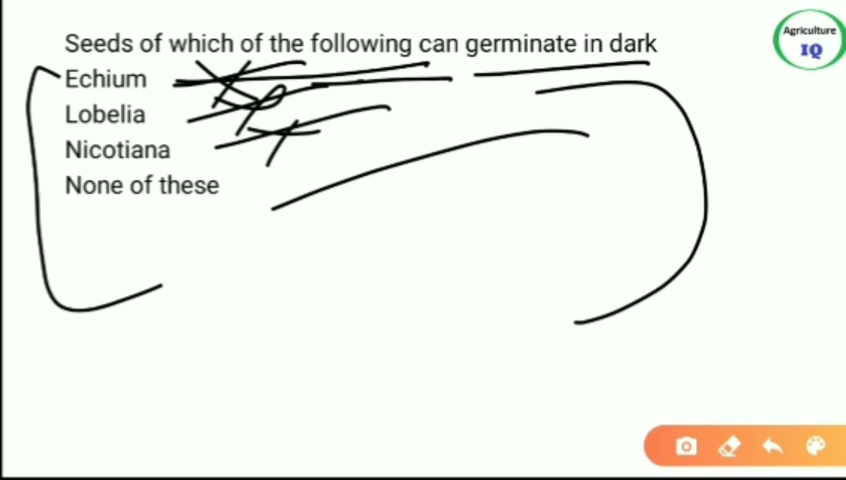 Agriculture
IQ
Seeds of which of the following can germinate in dark
Echium
Lobelia
Nicotiana
None of these